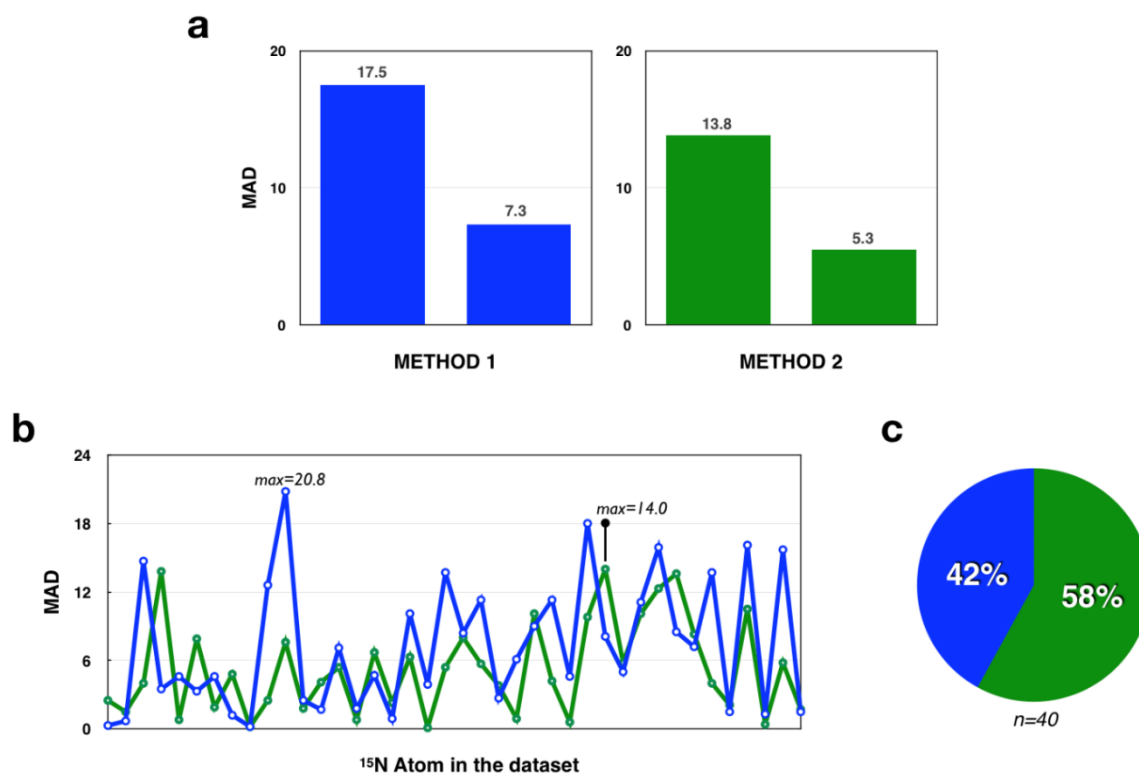 a
20
17.5
7.3
10
0
MAD
METHOD 1
20
13.8
5.3
10
0
METHOD 2
b
24
18
12
6
0
MAD
max=20.8
max=14.0
¹⁵N Atom in the dataset
c
42%
58%
n=40